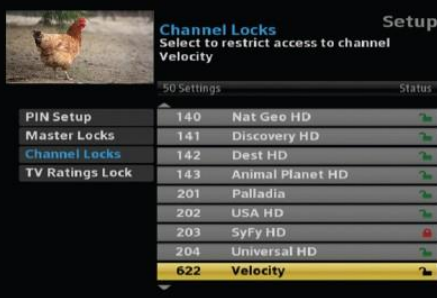 Setup
Channel Locks
Select to restrict access to channel
Velocity
50 Settings Status
PIN Setup
Master Locks
Channel Locks
TV Ratings Lock
140 Nat Geo HD
141 Discovery HD
142 Dest HD
143 Animal Planet HD
201 Palladia
202 USA HD
203 SyFy HD
204 Universal HD
622 Velocity